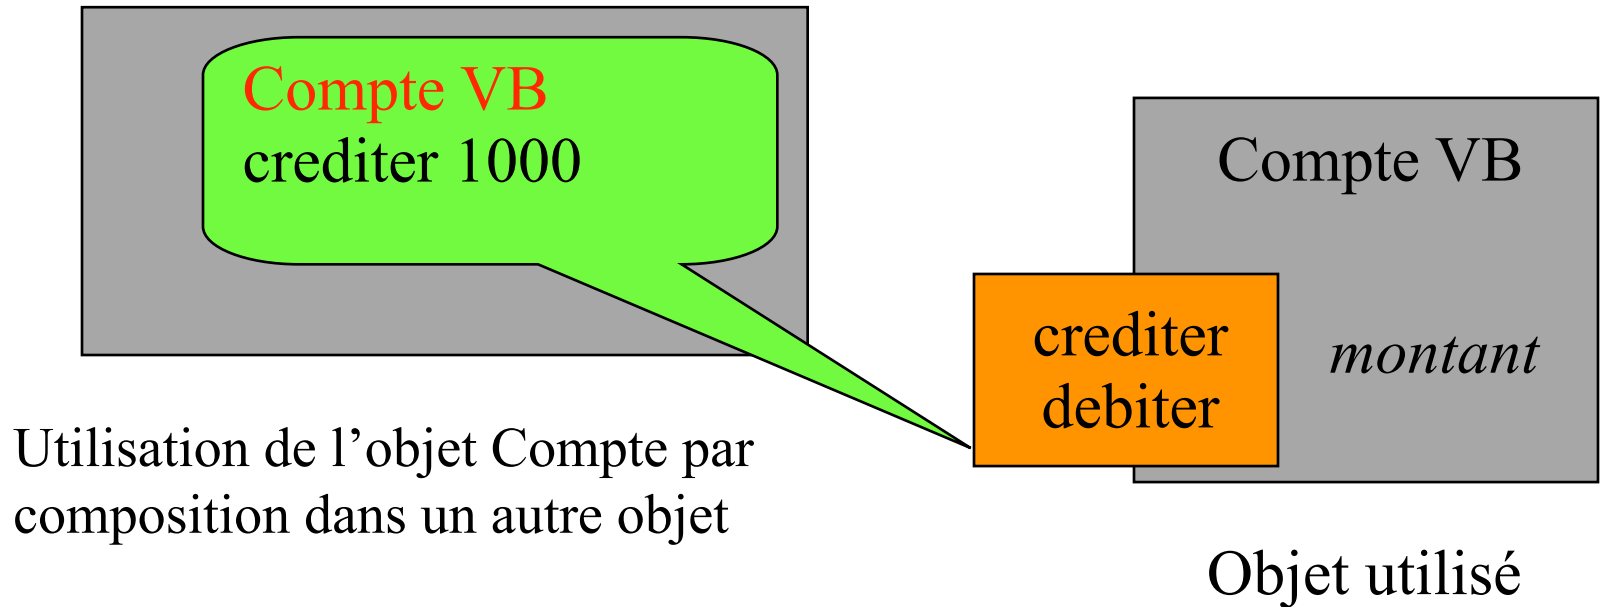 Compte VB
crediter 1000
Compte VB
crediter
debiter
montant
Utilisation de l’objet Compte par
composition dans un autre objet
Objet utilisé